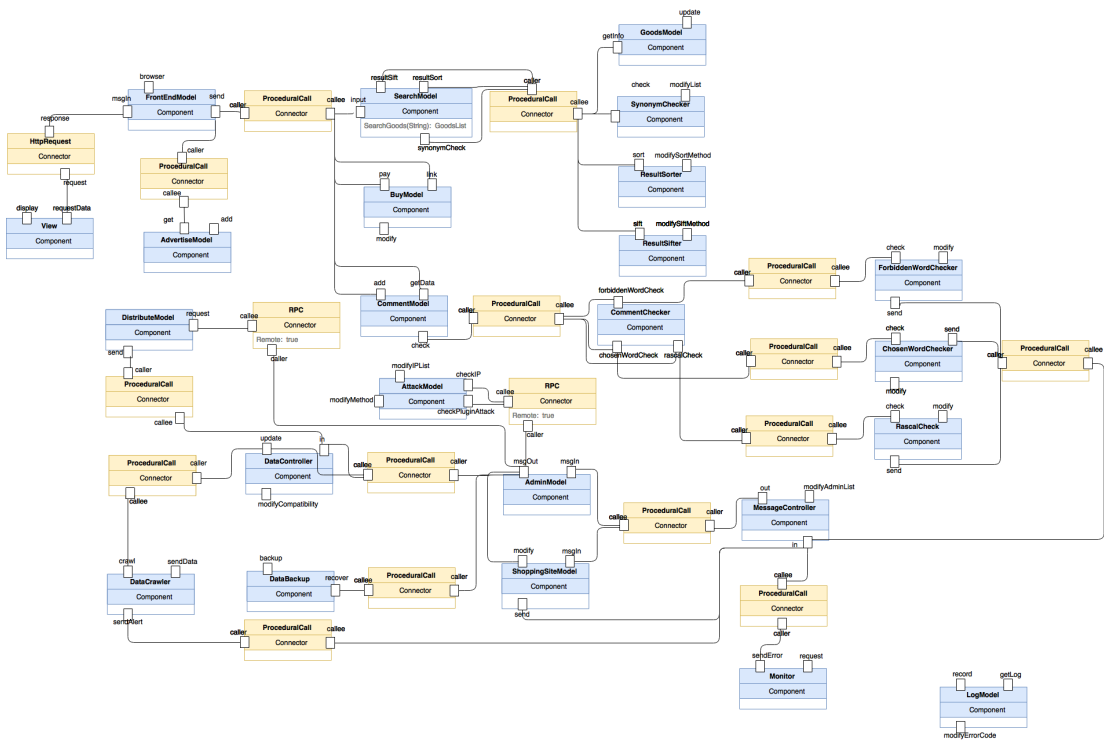 update
GoodsModel
getInfo
Component
browser
msgIn
FrontEndModel
send
Component
caller
ProceduralCall
callee
Connector
resultSift
resultSort
input
SearchModel
Component
SearchGoods(String): GoodsList
synonymCheck
caller
ProceduralCall
callee
Connector
check
modifyList
SynonymChecker
Component
response
HttpRequest
Connector
request
caller
ProceduralCall
Connector
callee
sort
modifySortMethod
ResultSorter
Component
pay
link
BuyModel
Component
modify
display
requestData
View
Component
get
add
AdvertiseModel
Component
sift
modifySiftMethod
ResultSifter
Component
add
getData
CommentModel
Component
check
caller
ProceduralCall
callee
Connector
forbiddenWordCheck
CommentChecker
Component
chosenWordCheck
rascalCheck
caller
ProceduralCall
callee
Connector
check
modify
ForbiddenWordChecker
Component
send
DistributeModel
request
Component
send
callee
RPC
Connector
Remote: true
caller
caller
ProceduralCall
callee
Connector
check
send
ChosenWordChecker
Component
modify
caller
ProceduralCall
callee
Connector
caller
ProceduralCall
Connector
callee
modifyIPList
checkIP
AttackModel
modifyMethod
Component
checkPluginAttack
callee
RPC
Connector
Remote: true
caller
caller
ProceduralCall
callee
Connector
check
modify
RascalCheck
Component
send
ProceduralCall
caller
Connector
callee
update
in
DataController
Component
modifyCompatibility
callee
ProceduralCall
caller
Connector
msgOut
msgIn
AdminModel
Component
callee
ProceduralCall
caller
Connector
out
modifyAdminList
MessageController
Component
in
crawl
sendData
DataCrawler
Component
sendAlert
backup
DataBackup
recover
Component
callee
ProceduralCall
caller
Connector
modify
msgIn
ShoppingSiteModel
Component
send
callee
ProceduralCall
Connector
caller
caller
ProceduralCall
callee
Connector
sendError
request
Monitor
Component
record
getLog
LogModel
Component
modifyErrorCode